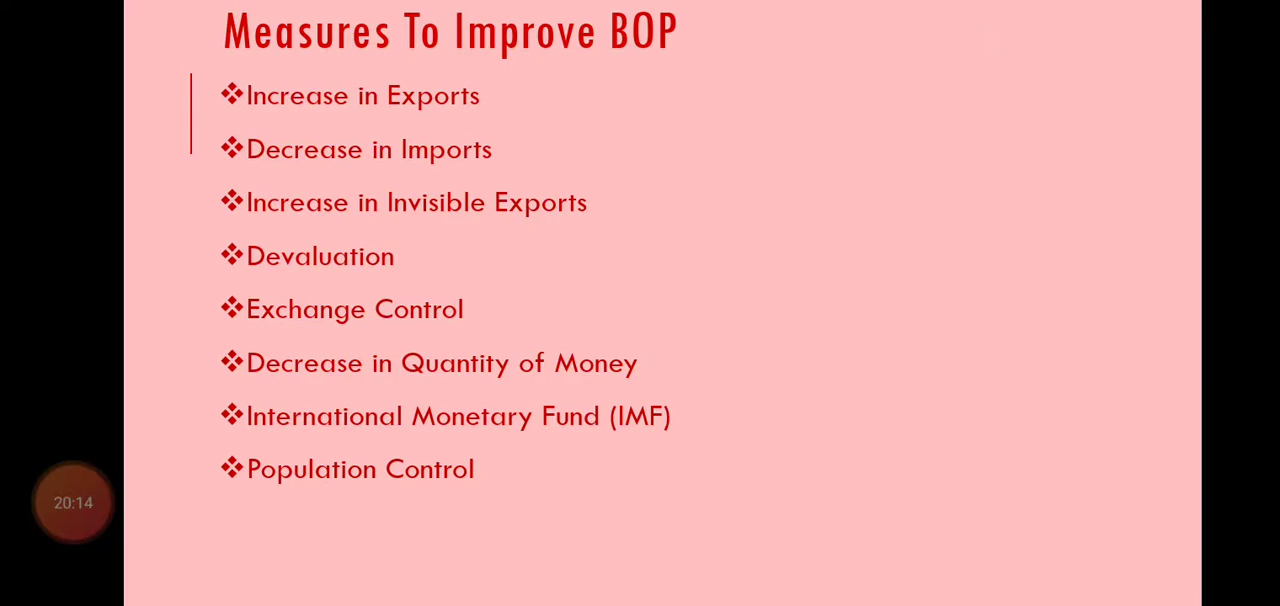 Measures To Improve BOP
❖Increase in Exports
❖Decrease in Imports
❖Increase in Invisible Exports
❖Devaluation
❖Exchange Control
❖Decrease in Quantity of Money
❖International Monetary Fund (IMF)
❖Population Control
20:14